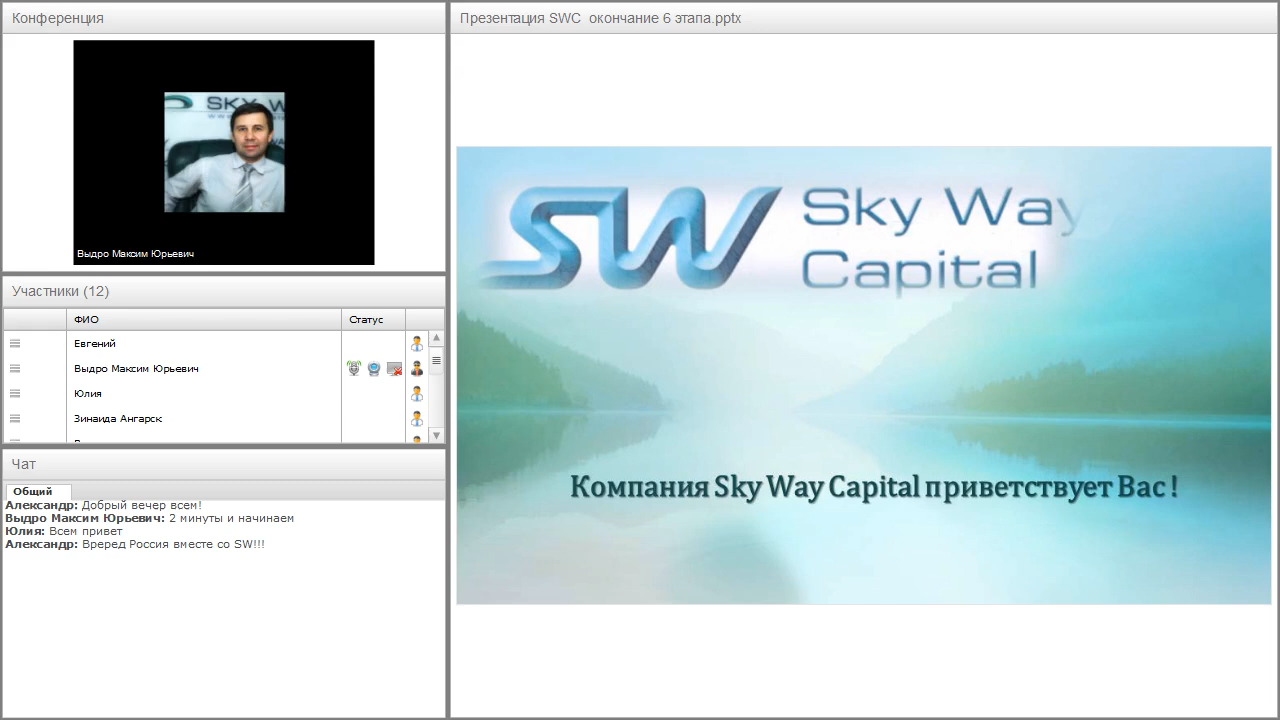 Конференция
Выдро Максим Юрьевич
Участники (12)
ФИО
Статус
Евгений
Выдро Максим Юрьевич
Юлия
Зинаида Ангарск
Чат
Общий
Александр: Добрый вечер всем!
Выдро Максим Юрьевич: 2 минуты и начинаем
Юлия: Всем привет
Александр: Вреред Россия вместе со SW!!!
Презентация SWC окончание 6 этапа.pptx
SW
Sky Way
Capital
Компания Sky Way Capital приветствует Вас !